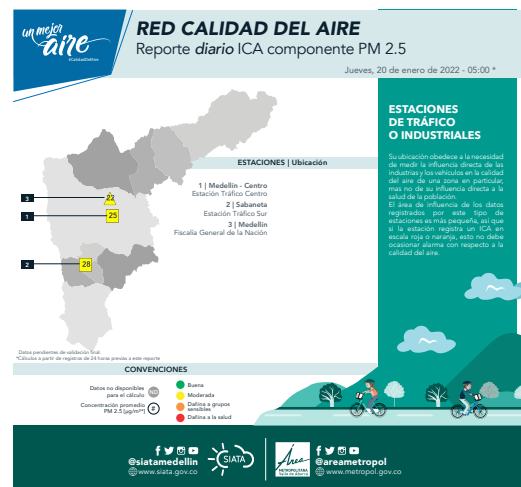 un mejor
aire
#CalidadDelAire
RED CALIDAD DEL AIRE
Reporte diario ICA componente PM 2.5
Jueves, 20 de enero de 2022 - 05:00 *
ESTACIONES
DE TRÁFICO
O INDUSTRIALES
Su ubicación obedece a la necesidad
de medir la influencia directa de las
industrias y los vehículos en la calidad
del aire de una zona en particular,
mas no de su influencia directa a la
salud de la población.
El área de influencia de los datos
registrados por este tipo de
estaciones es más pequeña, así que
si la estación registra un ICA en
escala roja o naranja, esto no debe
ocasionar alarma con respecto a la
calidad del aire.
ESTACIONES | Ubicación
1 | Medellín - Centro
Estación Tráfico Centro
2 | Sabaneta
Estación Tráfico Sur
3 | Medellín
Fiscalía General de la Nación
3
22
1
25
2
28
Datos pendientes de validación final.
*Cálculos a partir de registros de 24 horas previas a este reporte
CONVENCIONES
Datos no disponibles
para el cálculo
Concentración promedio
PM 2.5 [µg/m³]
#
Buena
Moderada
Dañina a grupos
sensibles
Dañina a la salud
@siatamedellin
www.siata.gov.co
SIATA
Área
METROPOLITANA
Valle de Aburrá
@areametropol
www.metropol.gov.co